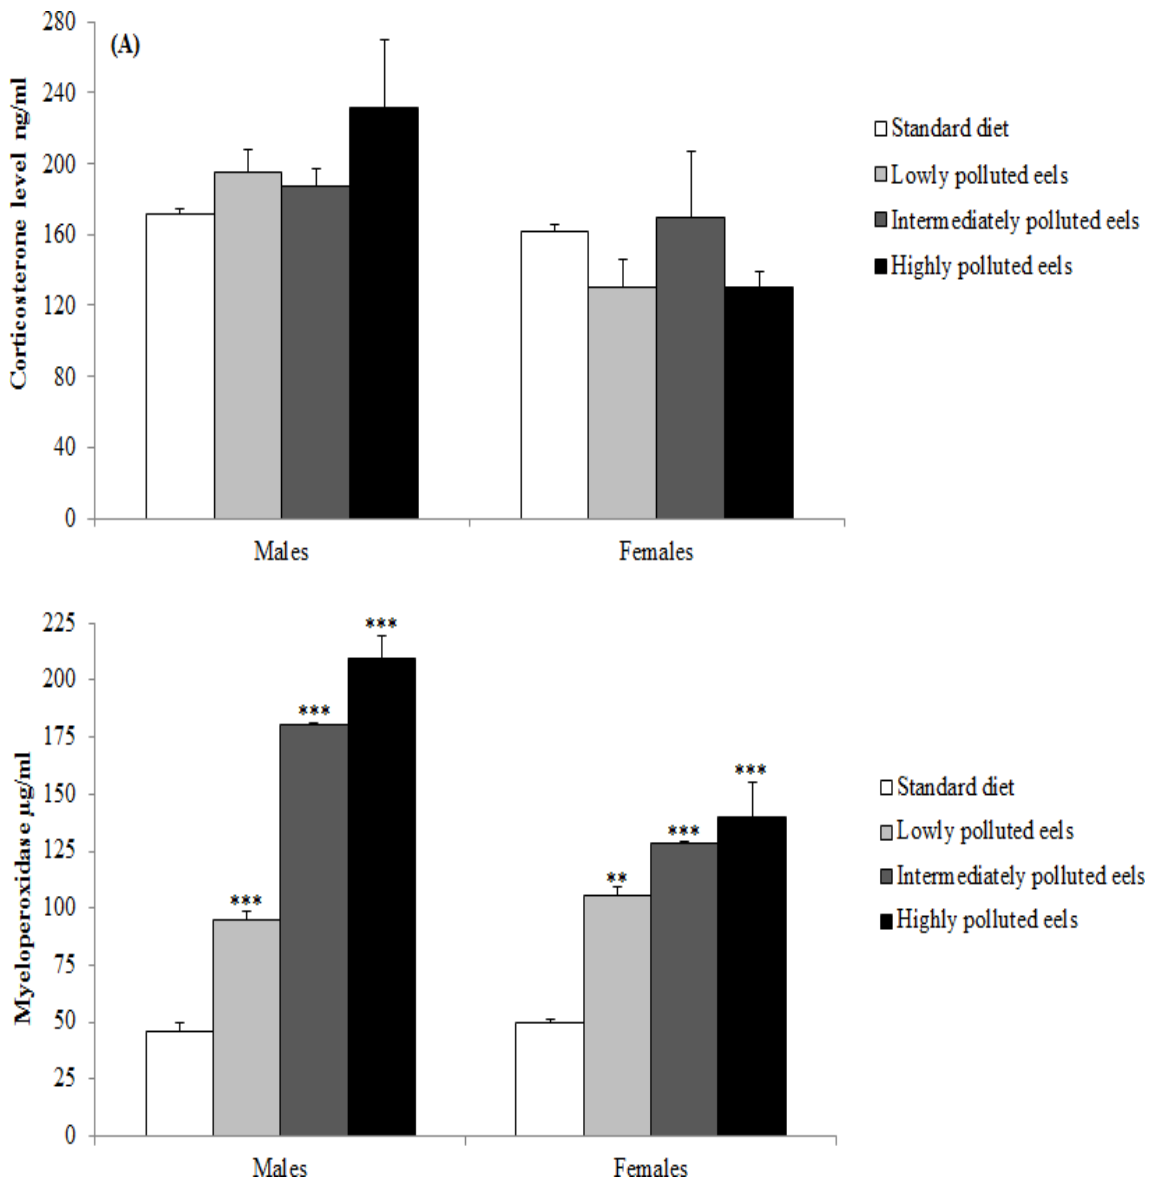 (A)
Corticosterone level ng/ml
280
240
200
160
120
80
40
0
Males
Females
Standard diet
Lowly polluted eels
Intermediately polluted eels
Highly polluted eels
Myeloperoxidase µg/ml
225
200
175
150
125
100
75
50
25
0
***
***
***
**
***
***
Males
Females
Standard diet
Lowly polluted eels
Intermediately polluted eels
Highly polluted eels